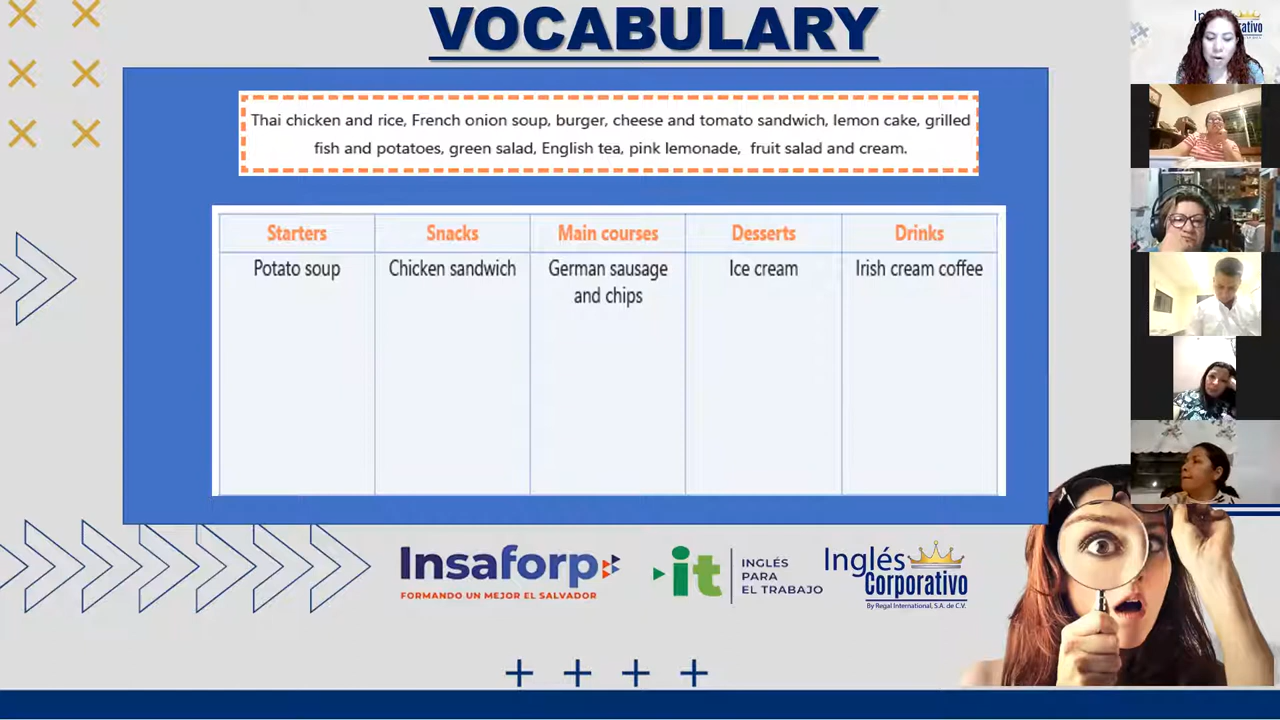 VOCABULARY
Thai chicken and rice, French onion soup, burger, cheese and tomato sandwich, lemon cake, grilled
fish and potatoes, green salad, English tea, pink lemonade, fruit salad and cream.
Starters
Snacks
Main courses
Desserts
Drinks
Potato soup
Chicken sandwich
German sausage
and chips
Ice cream
Irish cream coffee
Insaforp
FORMANDO UN MEJOR EL SALVADOR
it
INGLÉS
PARA
EL TRABAJO
Inglés
Corporativo
By Regal International, S.A. de C.V.